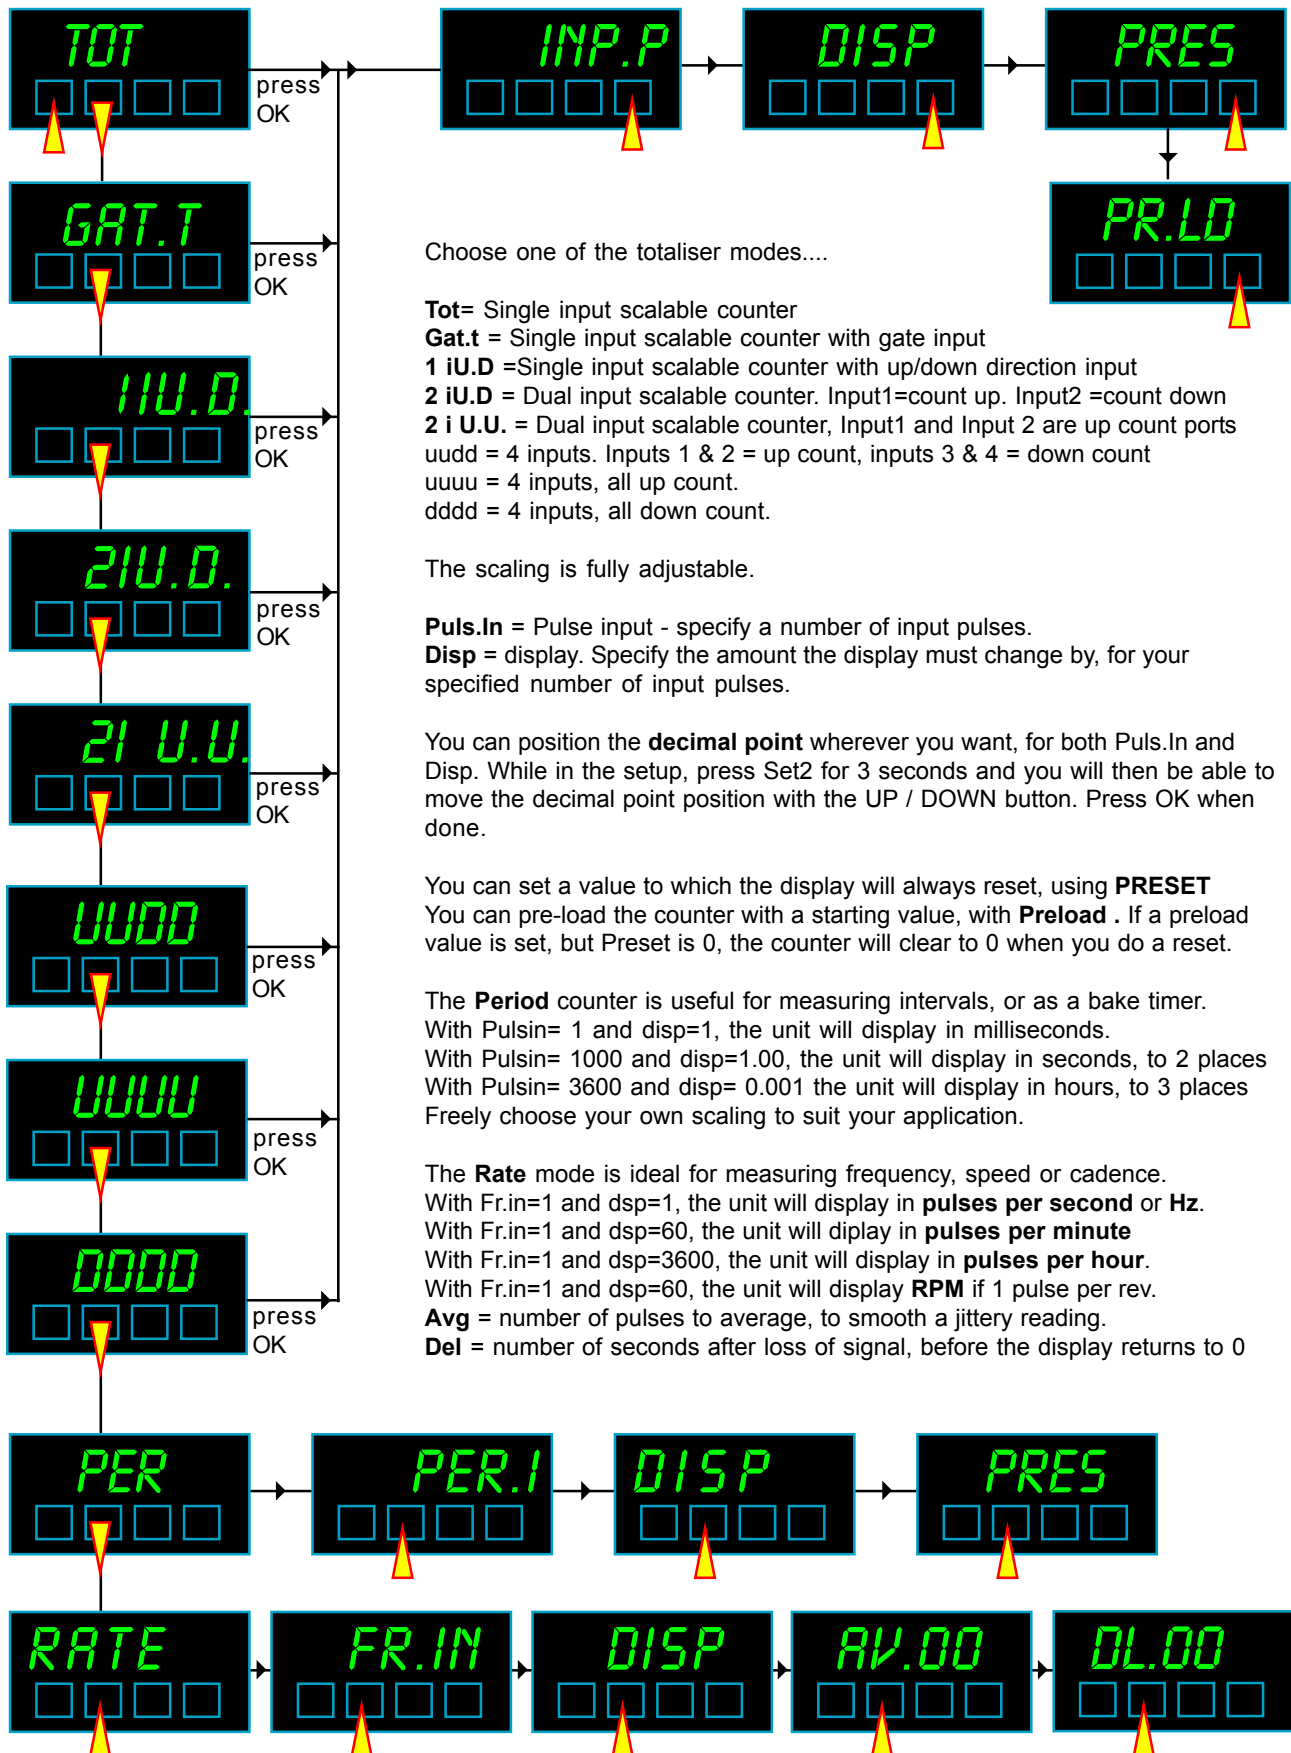 TOT
press
OK
INP.P
DISP
PRES
GAT.T
press
OK
PR.LD
Choose one of the totaliser modes....
Tot= Single input scalable counter
Gat.t = Single input scalable counter with gate input
1 iU.D =Single input scalable counter with up/down direction input
2 iU.D = Dual input scalable counter. Input1=count up. Input2 =count down
2 i U.U. = Dual input scalable counter, Input1 and Input 2 are up count ports
uudd = 4 inputs. Inputs 1 & 2 = up count, inputs 3 & 4 = down count
uuuu = 4 inputs, all up count.
dddd = 4 inputs, all down count.
1IU.D.
press
OK
2IU.D.
press
OK
The scaling is fully adjustable.
Puls.In = Pulse input - specify a number of input pulses.
Disp = display. Specify the amount the display must change by, for your
specified number of input pulses.
2I U.U.
press
OK
You can position the decimal point wherever you want, for both Puls.In and
Disp. While in the setup, press Set2 for 3 seconds and you will then be able to
move the decimal point position with the UP / DOWN button. Press OK when
done.
UUDD
press
OK
You can set a value to which the display will always reset, using PRESET
You can pre-load the counter with a starting value, with Preload . If a preload
value is set, but Preset is 0, the counter will clear to 0 when you do a reset.
The Period counter is useful for measuring intervals, or as a bake timer.
With Pulsin= 1 and disp=1, the unit will display in milliseconds.
With Pulsin= 1000 and disp=1.00, the unit will display in seconds, to 2 places
With Pulsin= 3600 and disp= 0.001 the unit will display in hours, to 3 places
Freely choose your own scaling to suit your application.
UUUU
press
OK
The Rate mode is ideal for measuring frequency, speed or cadence.
With Fr.in=1 and dsp=1, the unit will display in pulses per second or Hz.
With Fr.in=1 and dsp=60, the unit will diplay in pulses per minute
With Fr.in=1 and dsp=3600, the unit will display in pulses per hour.
With Fr.in=1 and dsp=60, the unit will display RPM if 1 pulse per rev.
Avg = number of pulses to average, to smooth a jittery reading.
Del = number of seconds after loss of signal, before the display returns to 0
DDDD
press
OK
PER
PER.I
DISP
PRES
RATE
FR.IN
DISP
AV.00
DL.00